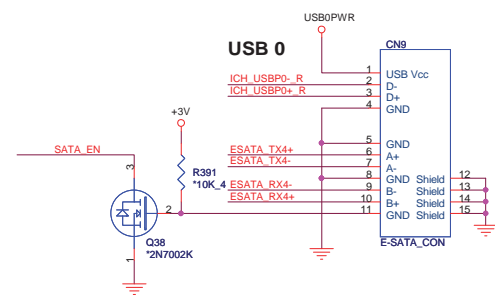 USB0PWR
USB 0
CN9
1 USB Vcc
ICH_USBP0-_R 2 D-
ICH_USBP0+_R 3 D+
4 GND
+3V
5 GND
SATA_EN
ESATA_TX4+ 6 A+
ESATA_TX4- 7 A-
3
R391
8 GND Shield 12
*10K_4
ESATA_RX4- 9 B- Shield 13
ESATA_RX4+ 10 B+ Shield 14
2
11 GND Shield 15
Q38
*2N7002K
E-SATA_CON
1